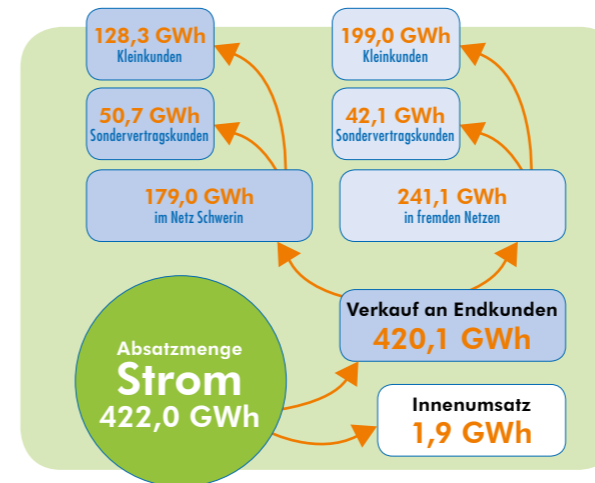 128,3 GWh
Kleinkunden
199,0 GWh
Kleinkunden
50,7 GWh
Sondervertragskunden
42,1 GWh
Sondervertragskunden
179,0 GWh
im Netz Schwerin
241,1 GWh
in fremden Netzen
Verkauf an Endkunden
420,1 GWh
Absatzmenge
Strom
422,0 GWh
Innenumsatz
1,9 GWh